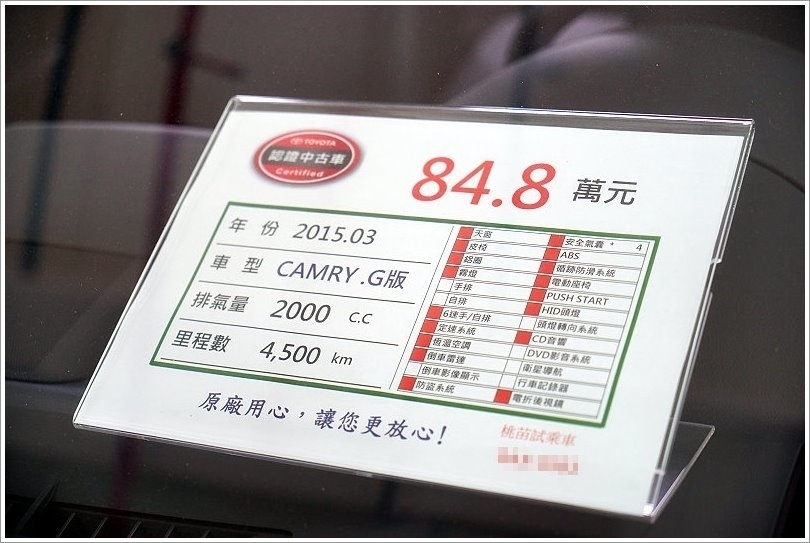 TOYOTA
認證中古車
Certified
84.8 萬元
年份 2015.03
車型 CAMRY .G版
排氣量 2000 C.C
里程數 4,500 km
天窗
皮椅
鋁圈
霧燈
手排
自排
6速手/自排
定速系統
恆溫空調
倒車雷達
倒車影像顯示
防盜系統
安全氣囊 * 4
ABS
循跡防滑系統
電動座椅
PUSH START
HID頭燈
頭燈轉向系統
CD音響
DVD影音系統
衛星導航
行車記錄器
電折後視鏡
原廠用心，讓您更放心!
桃苗試乘車